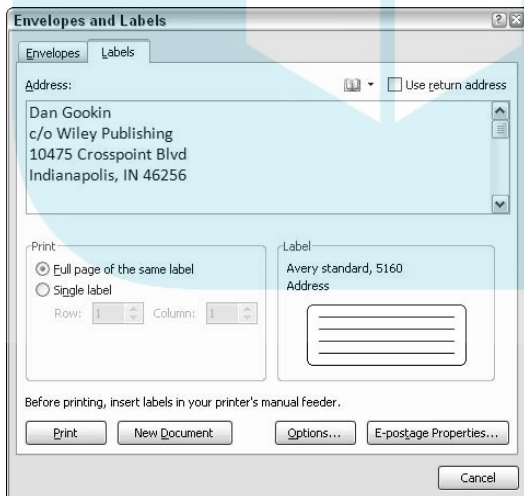 Envelopes and Labels
Envelopes Labels
Address: Use return address
Dan Gookin
c/o Wiley Publishing
10475 Crosspoint Blvd
Indianapolis, IN 46256
Print
Full page of the same label
Single label
Row: 1 Column: 1
Label
Avery standard, 5160
Address
Before printing, insert labels in your printer's manual feeder.
Print New Document Options... E-postage Properties...
Cancel